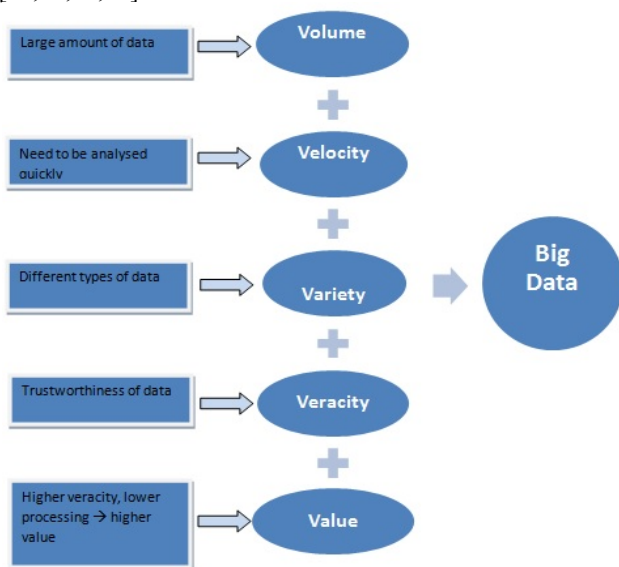 Large amount of data
Volume
Need to be analysed
quickly
Velocity
Different types of data
Variety
Big
Data
Trustworthiness of data
Veracity
Higher veracity, lower
processing → higher
value
Value